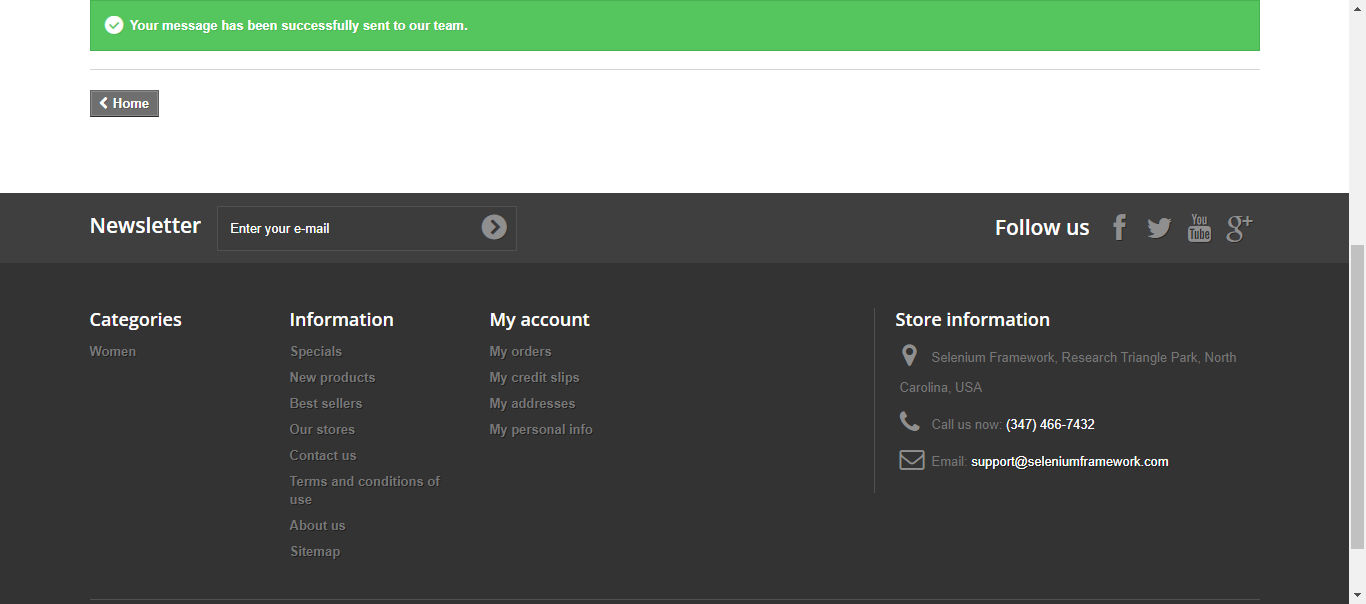 Your message has been successfully sent to our team.
Home
Newsletter
Enter your e-mail
Follow us
You
Tube
g+
Categories
Women
Information
Specials
New products
Best sellers
Our stores
Contact us
Terms and conditions of
use
About us
Sitemap
My account
My orders
My credit slips
My addresses
My personal info
Store information
Selenium Framework, Research Triangle Park, North
Carolina, USA
Call us now: (347) 466-7432
Email: support@seleniumframework.com